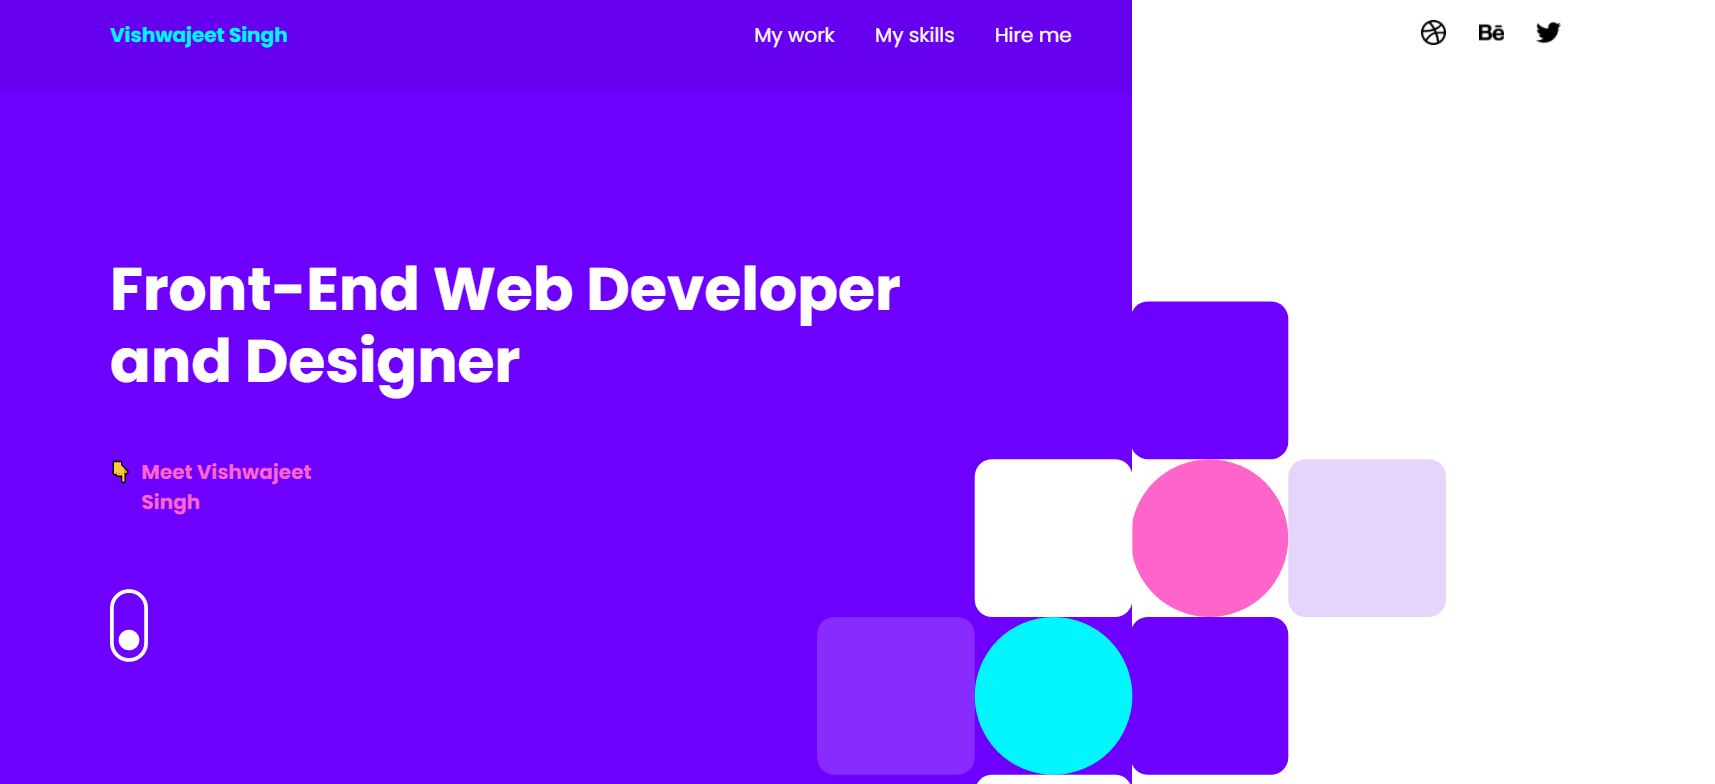 Vishwajeet Singh
My work
My skills
Hire me
Bē
Front-End Web Developer
and Designer
Meet Vishwajeet
Singh